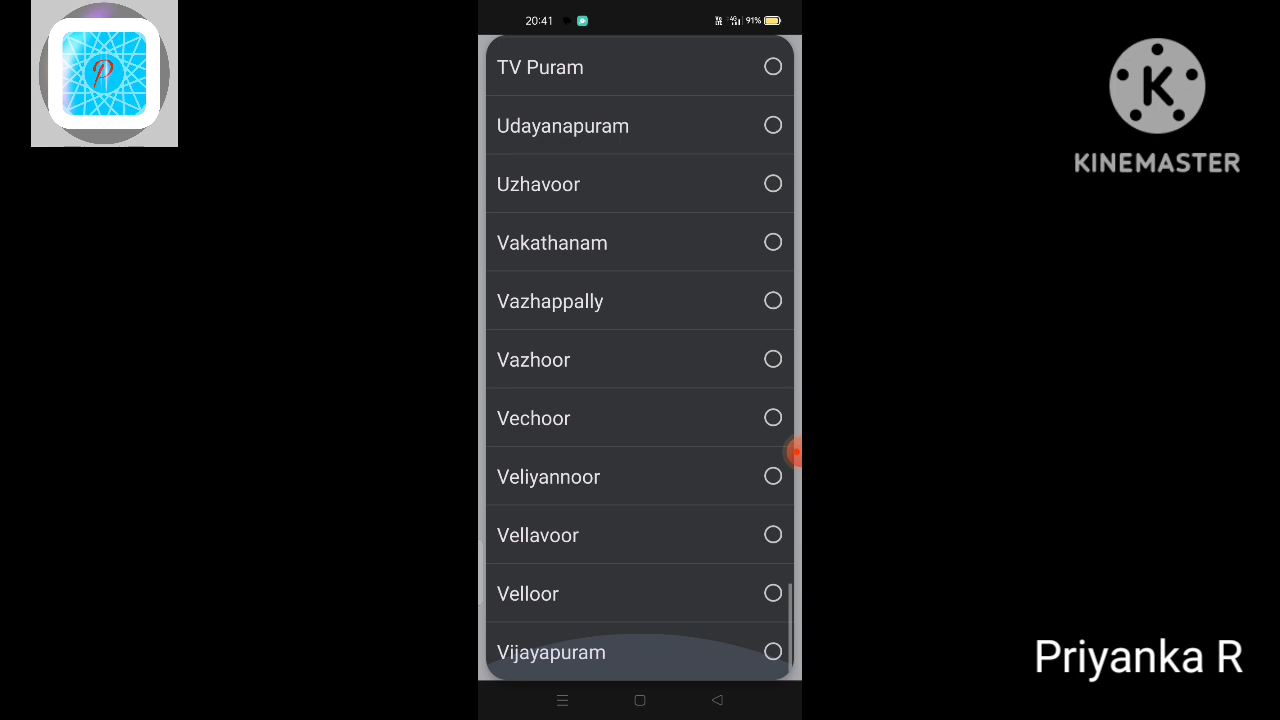 P
20:41
91%
TV Puram
Udayanapuram
Uzhavoor
Vakathanam
Vazhappally
Vazhoor
Vechoor
Veliyannoor
Vellavoor
Velloor
Vijayapuram
K
KINEMASTER
Priyanka R